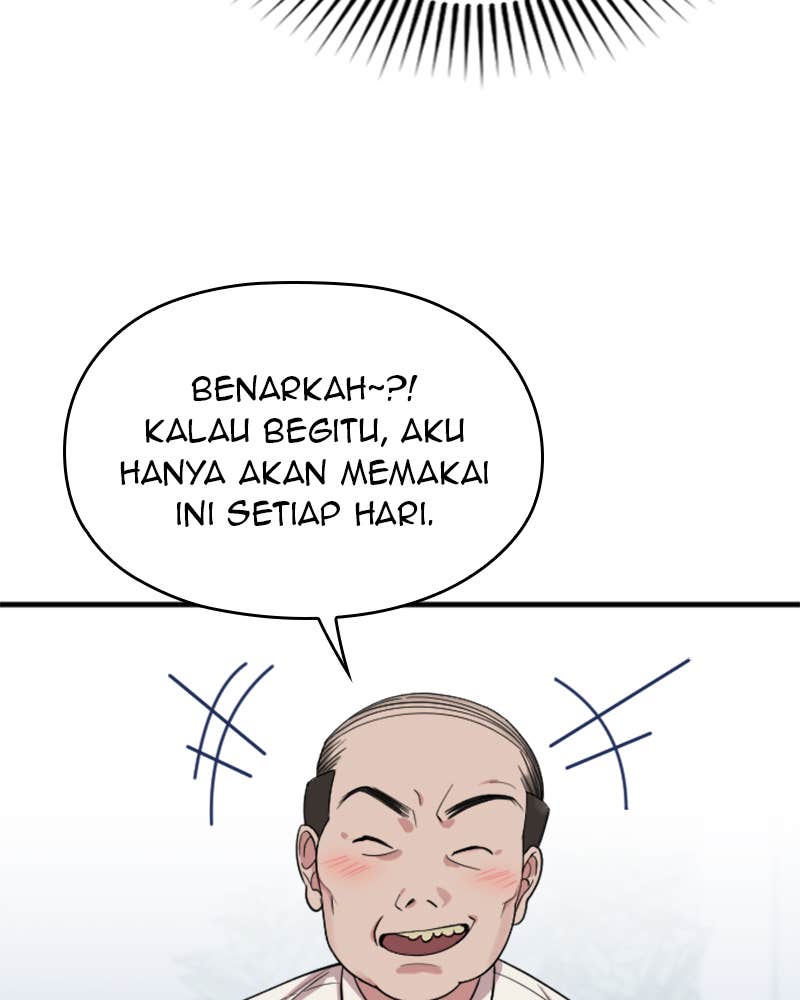 BENARKAH~?!
KALAU BEGITU, AKU
HANYA AKAN MEMAKAI
INI SETIAP HARI.